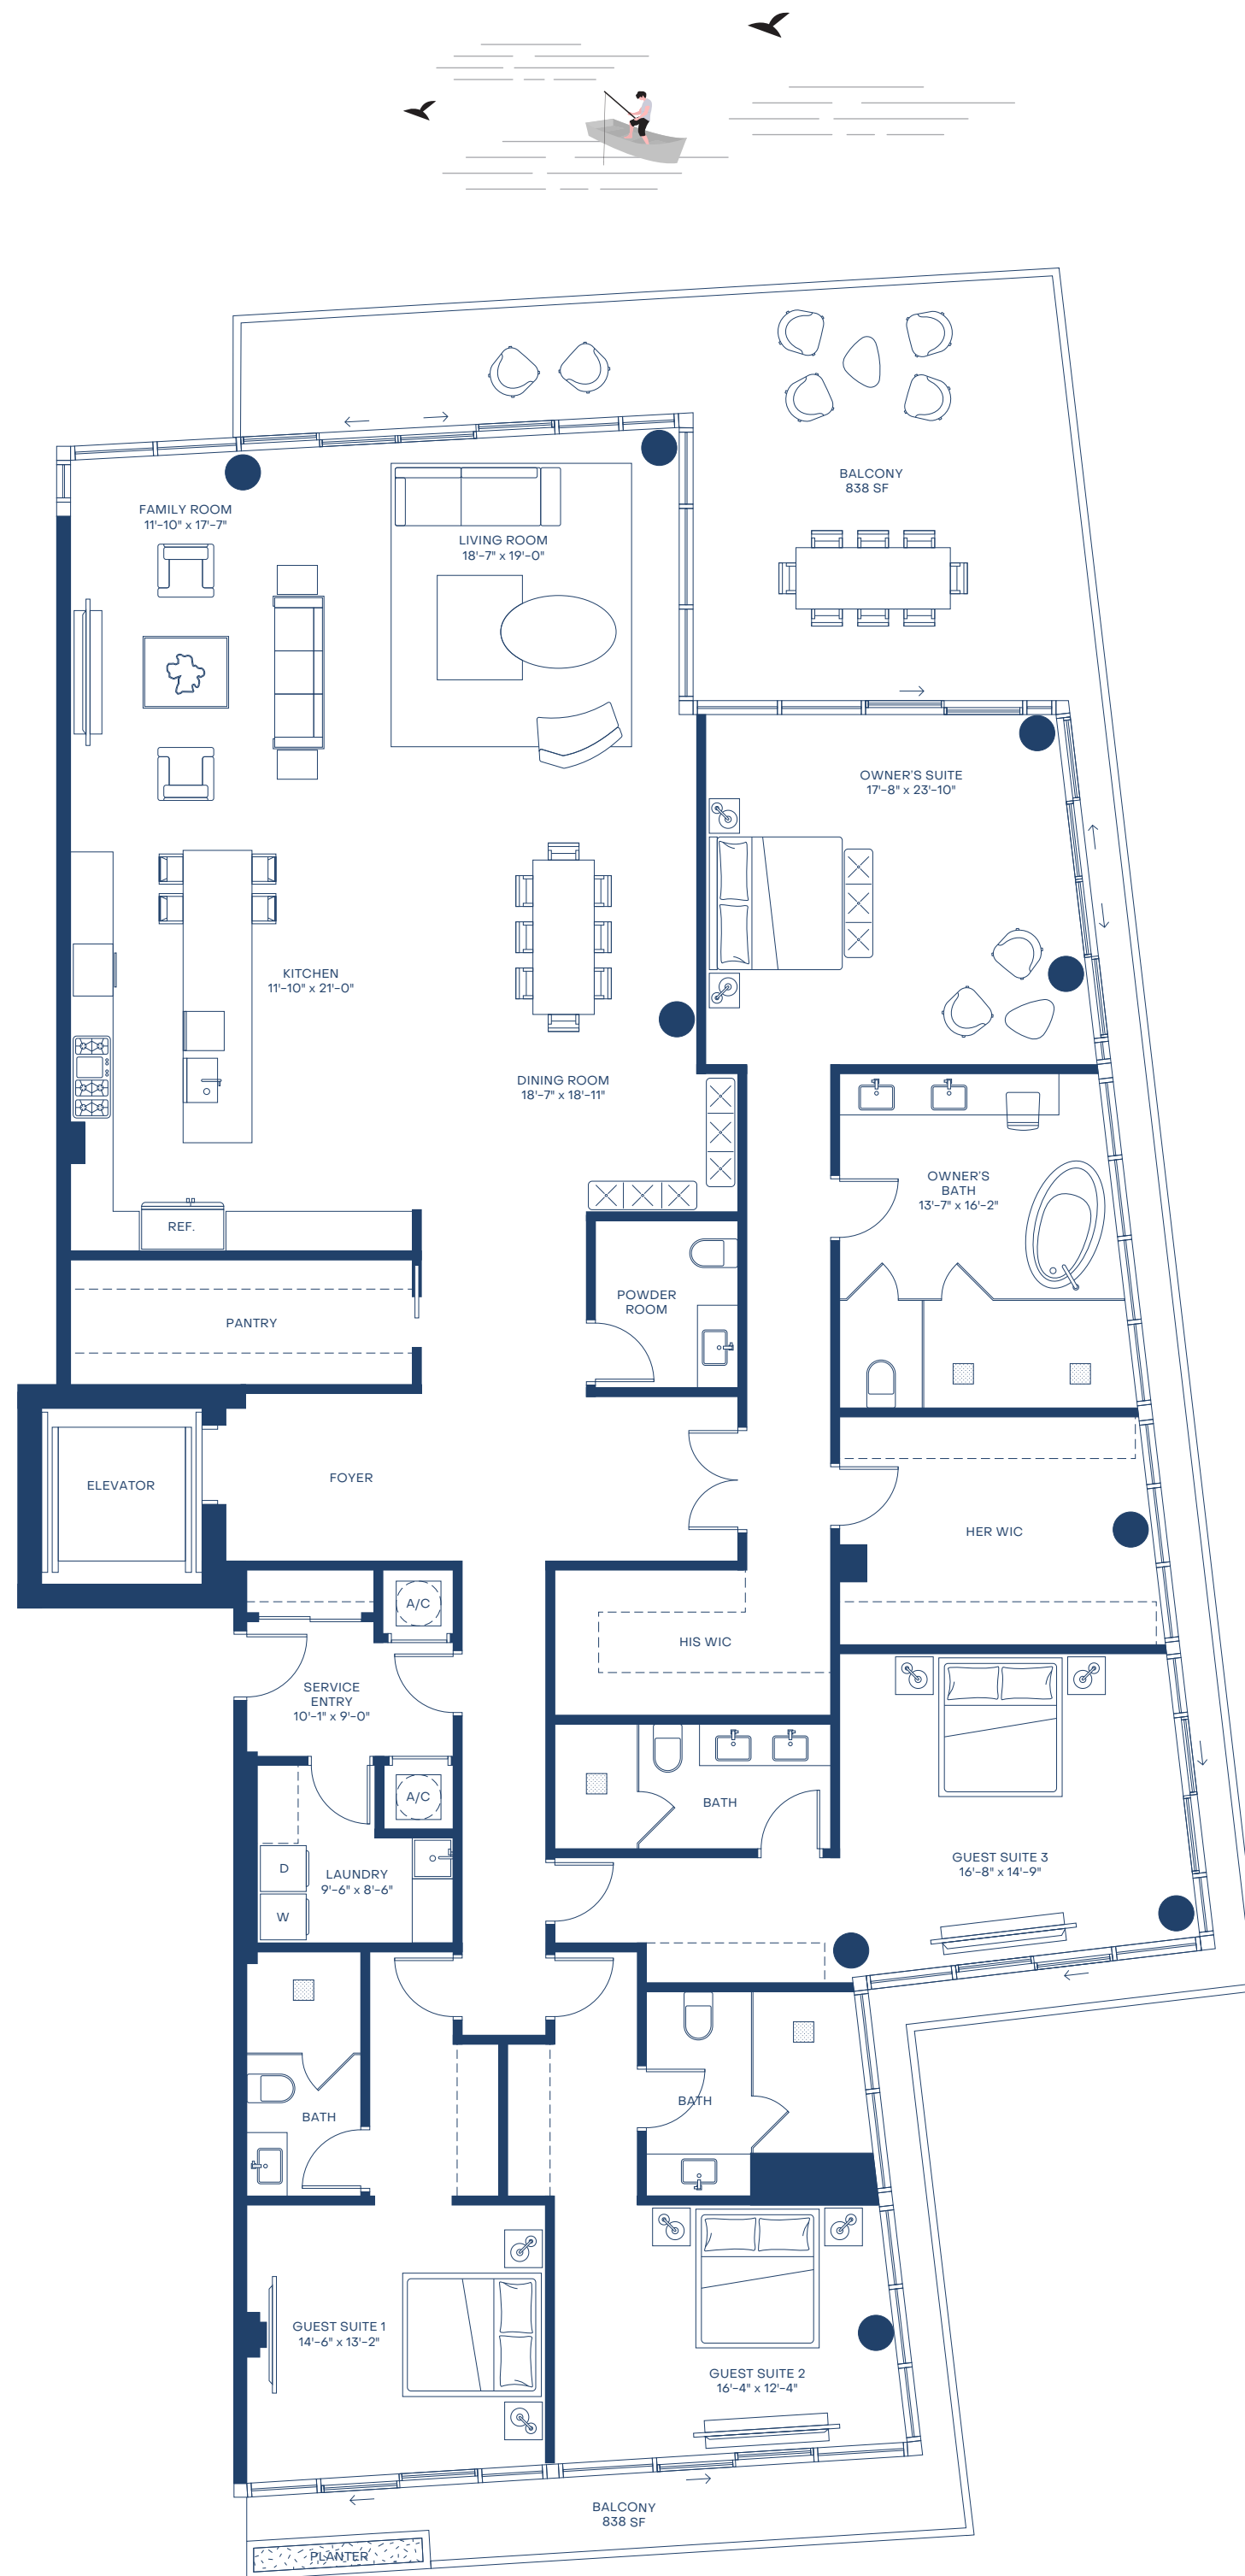 BALCONY
838 SF
FAMILY ROOM
11'-10" x 17'-7"
LIVING ROOM
18'-7" x 19'-0"
OWNER'S SUITE
17'-8" x 23'-10"
KITCHEN
11'-10" x 21'-0"
DINING ROOM
18'-7" x 18'-11"
OWNER'S
BATH
13'-7" x 16'-2"
REF.
POWDER
ROOM
PANTRY
ELEVATOR
FOYER
HER WIC
A/C
HIS WIC
SERVICE
ENTRY
10'-1" x 9'-0"
A/C
BATH
D
LAUNDRY
9'-6" x 8'-6"
W
GUEST SUITE 3
16'-8" x 14'-9"
BATH
BATH
GUEST SUITE 1
14'-6" x 13'-2"
GUEST SUITE 2
16'-4" x 12'-4"
BALCONY
838 SF
PLANTER